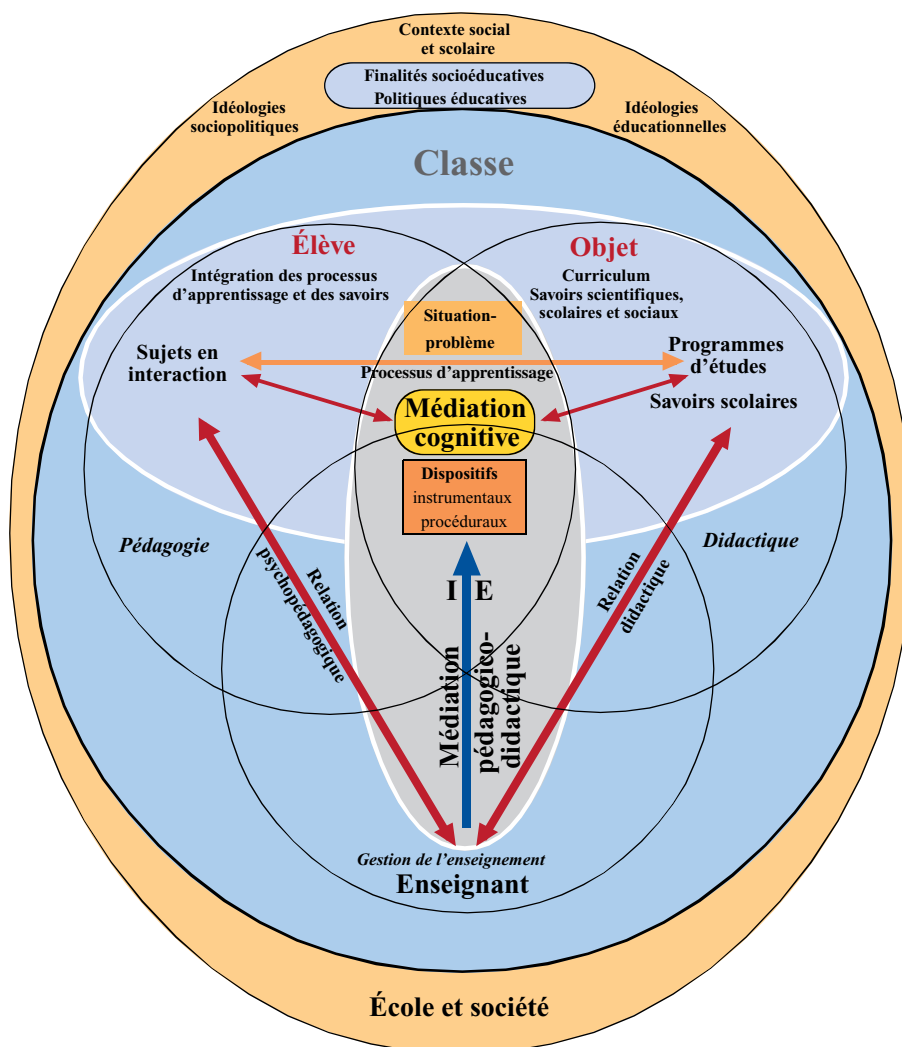 Contexte social
et scolaire
Finalités socioéducatives
Politiques éducatives
Idéologies
sociopolitiques
Idéologies
éducationnelles
Classe
Élève
Intégration des processus
d’apprentissage et des savoirs
Objet
Curriculum
Savoirs scientifiques,
scolaires et sociaux
Situation-
problème
Sujets en
interaction
Processus d’apprentissage
Programmes
d’études
Savoirs scolaires
Médiation
cognitive
Dispositifs
instrumentaux
procéduraux
Pédagogie
Didactique
Relation
psychopédagogique
Relation
didactique
I E
Médiation
pédagogico-
didactique
Gestion de l’enseignement
Enseignant
École et société